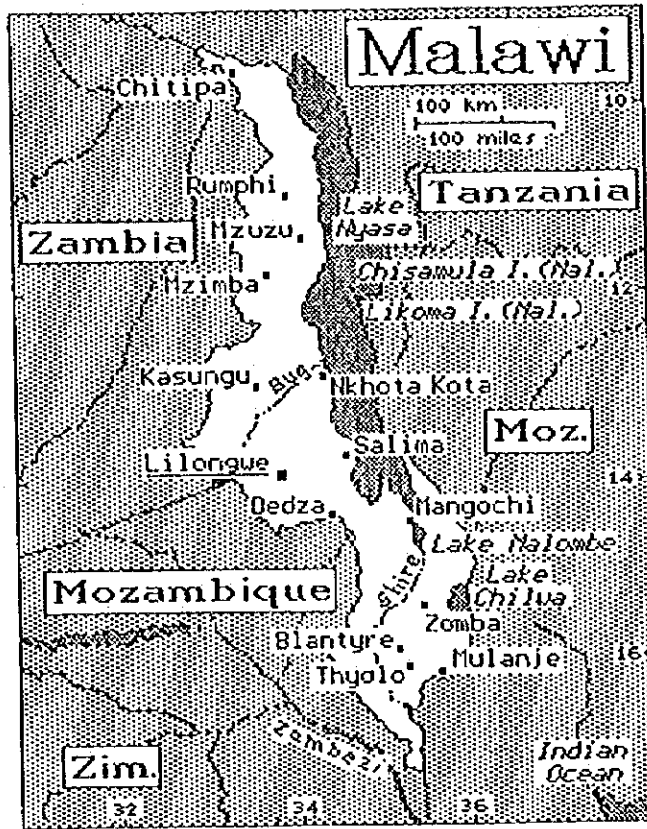 Malawi
Chitipa
100 km
100 miles
10
Rumphi
Lake
Nyasa
Tanzania
Zambia
Mzuzu
Chisamula I. (Mal.)
Mzimba
12
Likoma I. (Mal.)
Kasungu
Bua
Nkhota Kota
Moz.
Lilongwe
Salima
14
Dedza
Mangochi
Lake Malombe
Mozambique
Shire
Lake
Chilwa
Zomba
Blantyre
Mulanje
16
Thyolo
Zambezi
Zim.
Indian
Ocean
32
34
36